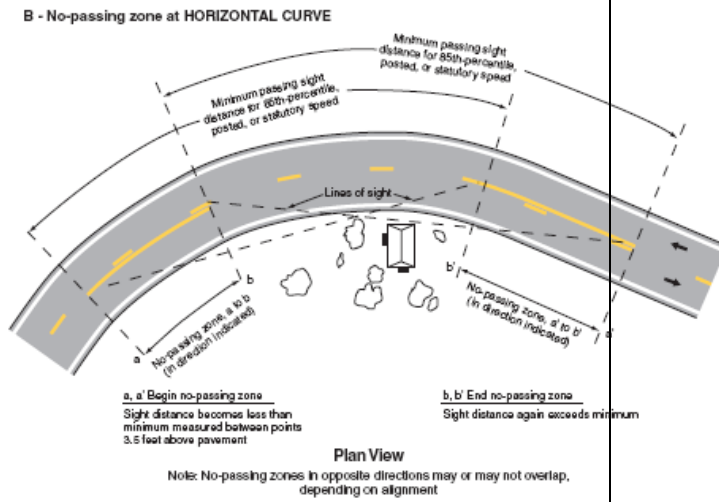 B - No-passing zone at HORIZONTAL CURVE
Minimum passing sight
distance for 85th-percentile,
posted, or statutory speed
Minimum passing sight
distance for 85th-percentile,
posted, or statutory speed
Lines of sight
b
b'
No-passing zone, a to b
(in direction indicated)
No-passing zone, a' to b'
(in direction indicated)
a
a'
a, a' Begin no-passing zone
Sight distance becomes less than
minimum measured between points
3.5 feet above pavement
b, b' End no-passing zone
Sight distance again exceeds minimum
Plan View
Note: No-passing zones in opposite directions may or may not overlap,
depending on alignment